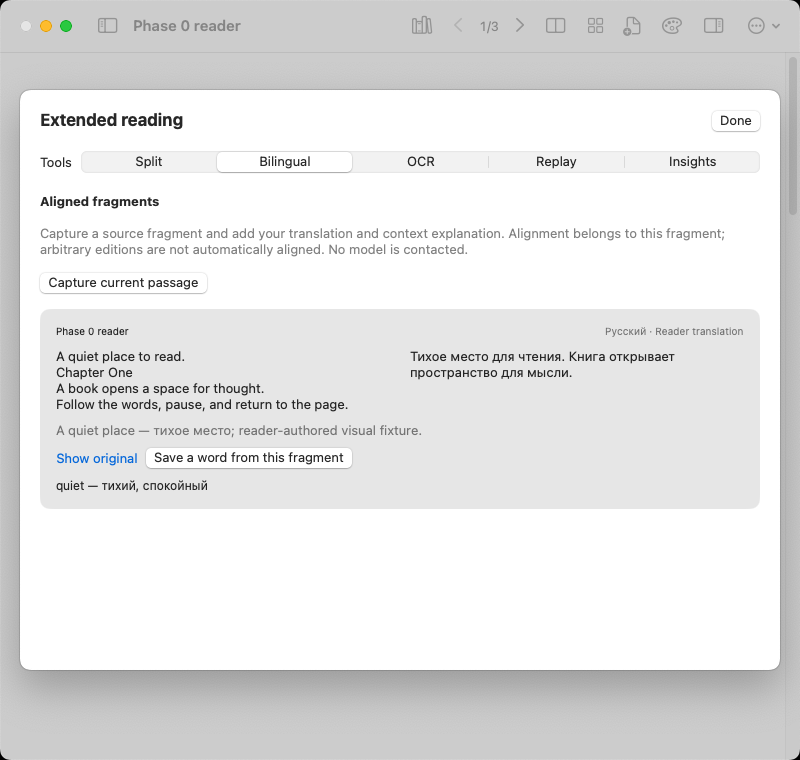 Phase 0 reader
1/3
Extended reading
Done
Tools
Split
Bilingual
OCR
Replay
Insights
Aligned fragments
Capture a source fragment and add your translation and context explanation. Alignment belongs to this fragment;
arbitrary editions are not automatically aligned. No model is contacted.
Capture current passage
Phase 0 reader
Русский · Reader translation
A quiet place to read.
Chapter One
A book opens a space for thought.
Follow the words, pause, and return to the page.
Тихое место для чтения. Книга открывает
пространство для мысли.
A quiet place — тихое место; reader-authored visual fixture.
Show original
Save a word from this fragment
quiet — тихий, спокойный